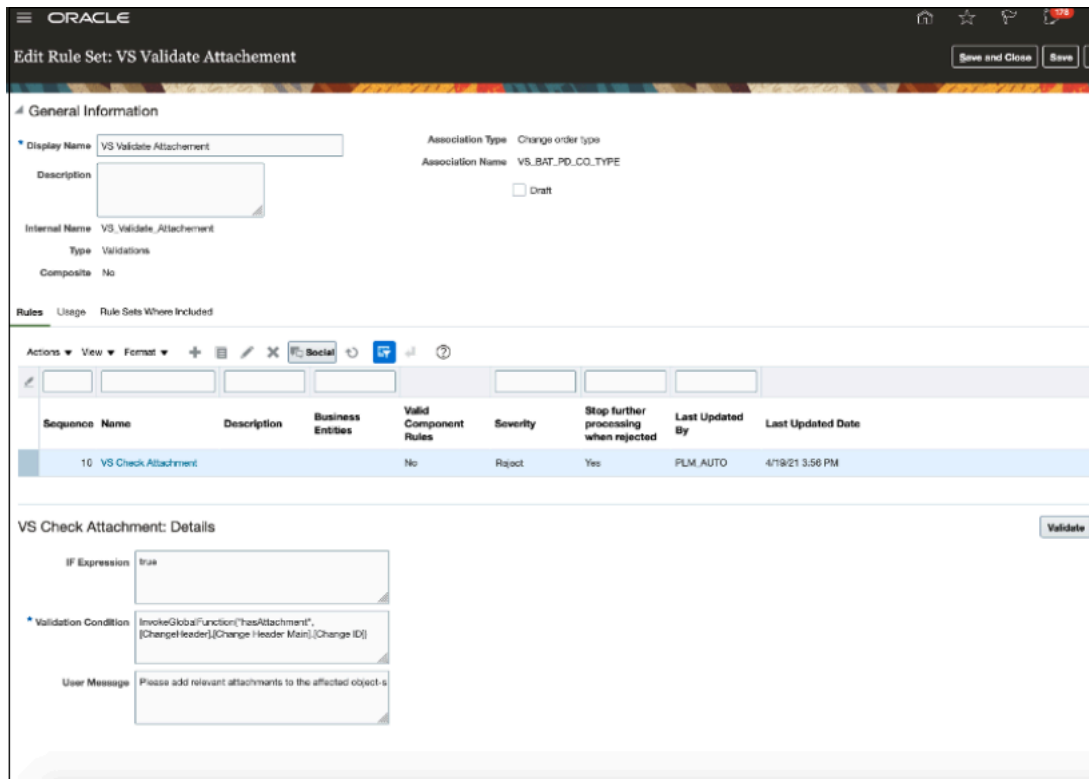 ORACLE
178
Edit Rule Set: VS Validate Attachement
Save and Close
Save
General Information
* Display Name VS Validate Attachement
Association Type Change order type
Association Name VS_BAT_PD_CO_TYPE
Description
Draft
Internal Name VS_Validate_Attachement
Type Validations
Composite No
Rules Usage Rule Sets Where Included
Actions View Format Social
Sequence Name Description Business Entities Valid Component Rules Severity Stop further processing when rejected Last Updated By Last Updated Date
10 VS Check Attachment No Reject Yes PLM_AUTO 4/19/21 3:56 PM
VS Check Attachment: Details
Validate
IF Expression true
* Validation Condition InvokeGlobalFunction("hasAttachment",
[ChangeHeader].[Change Header Main].[Change ID])
User Message Please add relevant attachments to the affected object-s